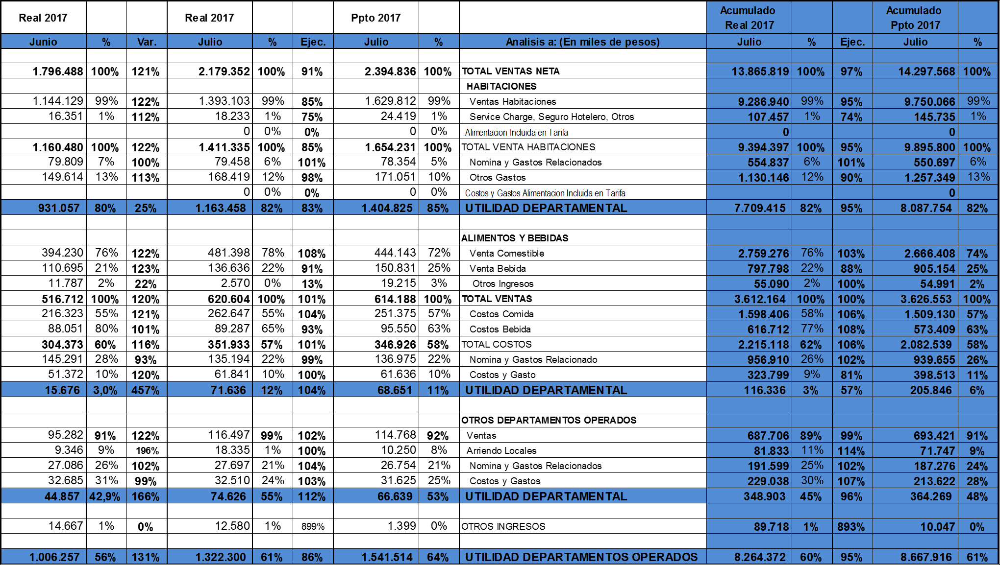 Acumulado Acumulado
Real 2017 Real 2017 Ppto 2017 Real 2017 Ppto 2017
Junio % Var. Julio % Ejec. Julio % Analisis a: (En miles de pesos) Julio % Ejec. Julio %
1.796.488 100% 121% 2.179.352 100% 91% 2.394.836 100% TOTAL VENTAS NETA 13.865.819 100% 97% 14.297.568 100%
HABITACIONES
1.144.129 99% 122% 1.393.103 99% 85% 1.629.812 99% Ventas Habitaciones 9.286.940 99% 95% 9.750.066 99%
16.351 1% 112% 18.233 1% 75% 24.419 1% Service Charge, Seguro Hotelero, Otros 107.457 1% 74% 145.735 1%
0 0% 0% 0 0% Alimentacion Incluida en Tarifa 0 0
1.160.480 100% 122% 1.411.335 100% 85% 1.654.231 100% TOTAL VENTA HABITACIONES 9.394.397 100% 95% 9.895.800 100%
79.809 7% 100% 79.458 6% 101% 78.354 5% Nomina y Gastos Relacionados 554.837 6% 101% 550.697 6%
149.614 13% 113% 168.419 12% 98% 171.051 10% Otros Gastos 1.130.146 12% 90% 1.257.349 13%
0 0% 0% 0 0% Costos y Gastos Alimentacion Incluida en Tarifa 0
931.057 80% 25% 1.163.458 82% 83% 1.404.825 85% UTILIDAD DEPARTAMENTAL 7.709.415 82% 95% 8.087.754 82%
ALIMENTOS Y BEBIDAS
394.230 76% 122% 481.398 78% 108% 444.143 72% Venta Comestible 2.759.276 76% 103% 2.666.408 74%
110.695 21% 123% 136.636 22% 91% 150.831 25% Venta Bebida 797.798 22% 88% 905.154 25%
11.787 2% 22% 2.570 0% 13% 19.215 3% Otros Ingresos 55.090 2% 100% 54.991 2%
516.712 100% 120% 620.604 100% 101% 614.188 100% TOTAL VENTAS 3.612.164 100% 100% 3.626.553 100%
216.323 55% 121% 262.647 55% 104% 251.375 57% Costos Comida 1.598.406 58% 106% 1.509.130 57%
88.051 80% 101% 89.287 65% 93% 95.550 63% Costos Bebida 616.712 77% 108% 573.409 63%
304.373 60% 116% 351.933 57% 101% 346.926 58% TOTAL COSTOS 2.215.118 62% 106% 2.082.539 58%
145.291 28% 93% 135.194 22% 99% 136.975 22% Nomina y Gastos Relacionado 956.910 26% 102% 939.655 26%
51.372 10% 120% 61.841 10% 100% 61.636 10% Costos y Gasto 323.799 9% 81% 398.513 11%
15.676 3,0% 457% 71.636 12% 104% 68.651 11% UTILIDAD DEPARTAMENTAL 116.336 3% 57% 205.846 6%
OTROS DEPARTAMENTOS OPERADOS
95.282 91% 122% 116.497 99% 102% 114.768 92% Ventas 687.706 89% 99% 693.421 91%
9.346 9% 196% 18.335 1% 100% 10.250 8% Arriendo Locales 81.833 11% 114% 71.747 9%
27.086 26% 102% 27.697 21% 104% 26.754 21% Nomina y Gastos Relacionados 191.599 25% 102% 187.276 24%
32.685 31% 99% 32.510 24% 103% 31.625 25% Costos y Gastos 229.038 30% 107% 213.622 28%
44.857 42,9% 166% 74.626 55% 112% 66.639 53% UTILIDAD DEPARTAMENTAL 348.903 45% 96% 364.269 48%
14.667 1% 0% 12.580 1% 899% 1.399 0% OTROS INGRESOS 89.718 1% 893% 10.047 0%
1.006.257 56% 131% 1.322.300 61% 86% 1.541.514 64% UTILIDAD DEPARTAMENTOS OPERADOS 8.264.372 60% 95% 8.667.916 61%